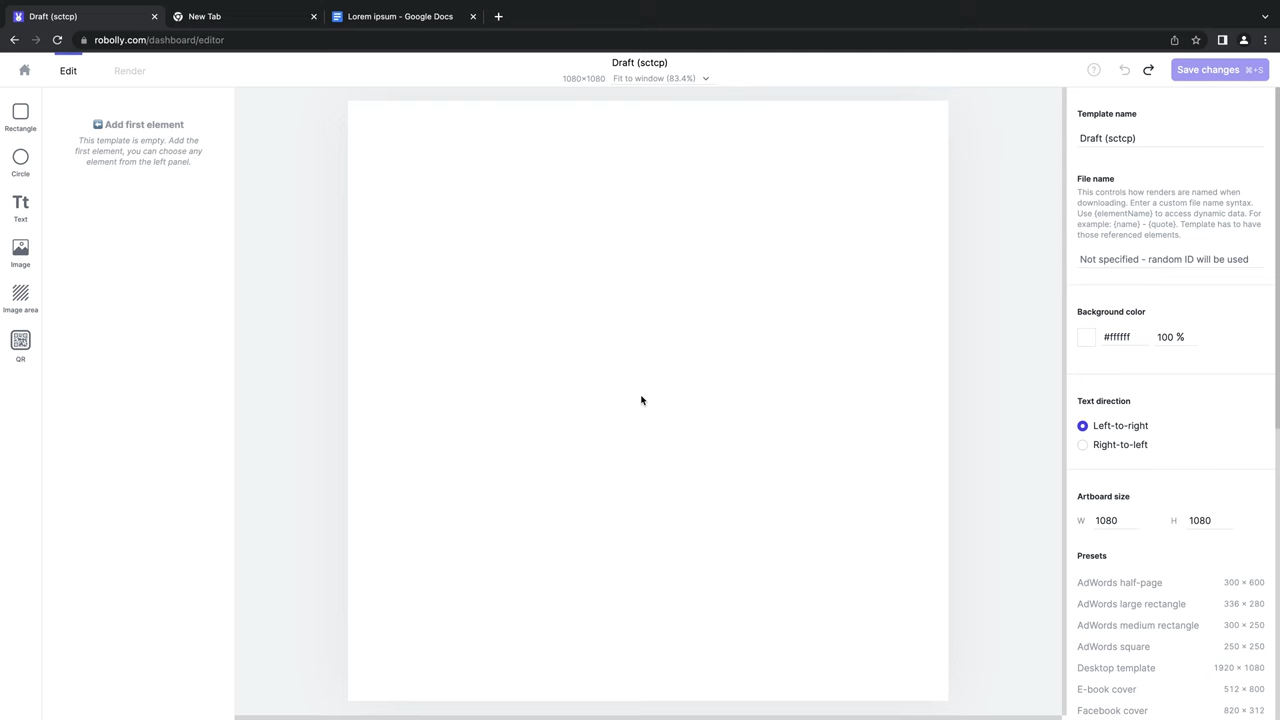 Draft (sctcp)
New Tab
Lorem ipsum - Google Docs
robolly.com/dashboard/editor
Edit
Render
Draft (sctcp)
1080×1080 Fit to window (83.4%)
Save changes ⌘+S
Rectangle
Circle
Tt
Text
Image
Image area
QR
Add first element
This template is empty. Add the
first element, you can choose any
element from the left panel.
Template name
Draft (sctcp)
File name
This controls how renders are named when
downloading. Enter a custom file name syntax.
Use {elementName} to access dynamic data. For
example: {name} - {quote}. Template has to have
those referenced elements.
Not specified - random ID will be used
Background color
#ffffff 100 %
Text direction
Left-to-right
Right-to-left
Artboard size
W 1080 H 1080
Presets
AdWords half-page 300 × 600
AdWords large rectangle 336 × 280
AdWords medium rectangle 300 × 250
AdWords square 250 × 250
Desktop template 1920 × 1080
E-book cover 512 × 800
Facebook cover 820 × 312